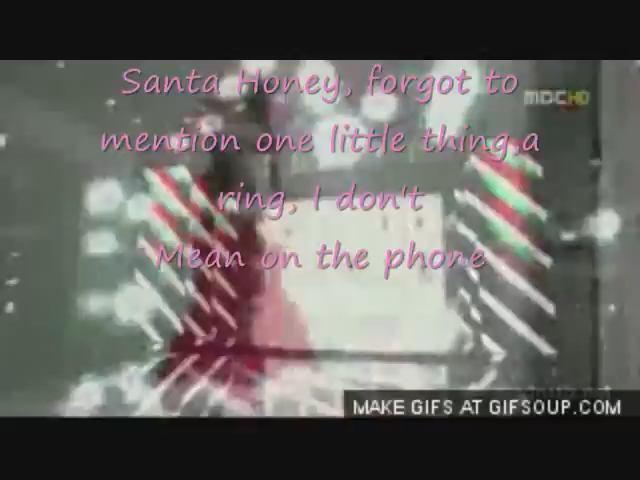 Santa Honey, forgot to
MBC HD
mention one little thing a
ring, I don't
Mean on the phone
MAKE GIFS AT GIFSOUP.COM